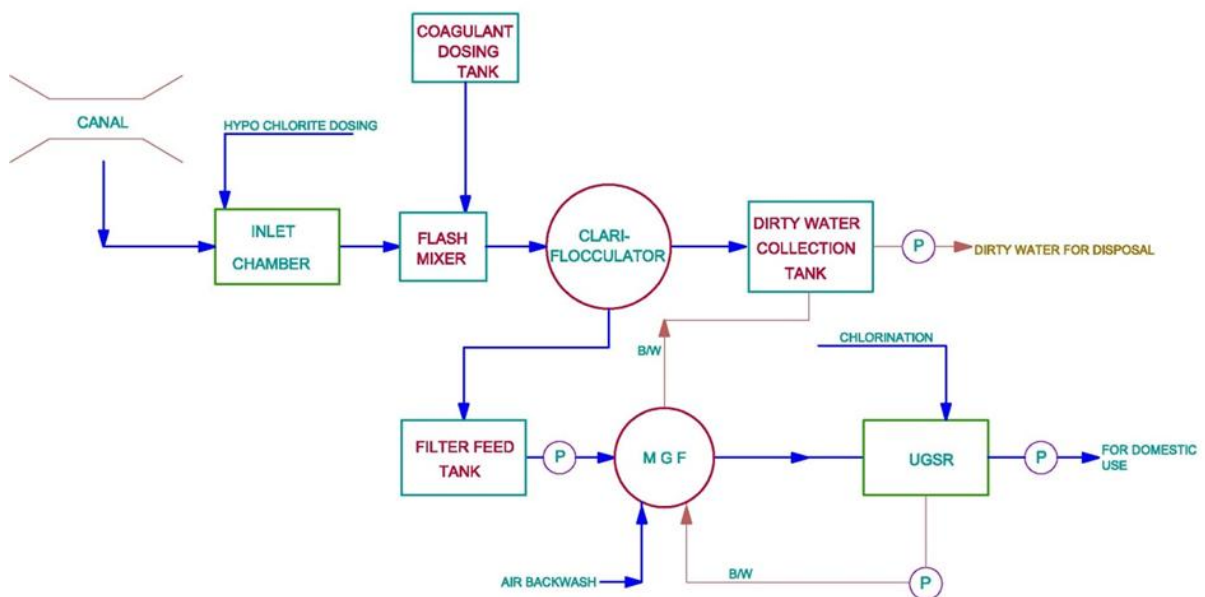 COAGULANT
DOSING
TANK
CANAL
HYPO CHLORITE DOSING
INLET
CHAMBER
FLASH
MIXER
CLARI-
FLOCCULATOR
DIRTY WATER
COLLECTION
TANK
P
DIRTY WATER FOR DISPOSAL
B/W
CHLORINATION
FILTER FEED
TANK
P
M G F
UGSR
P
FOR DOMESTIC
USE
AIR BACKWASH
B/W
P